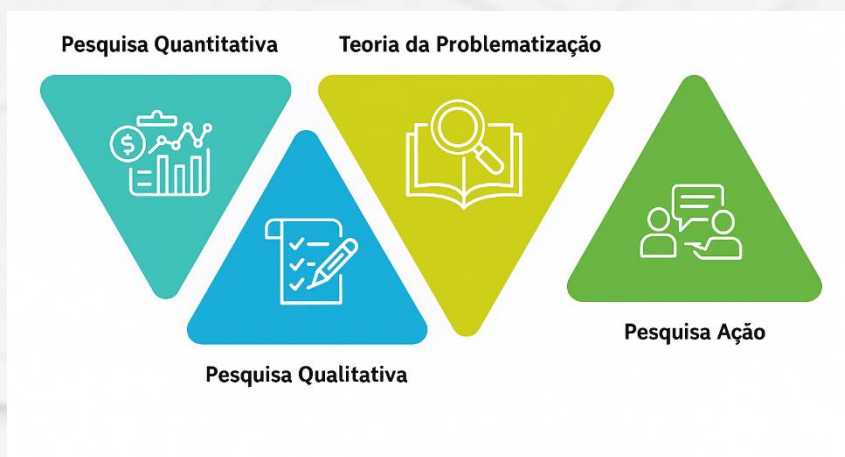 Pesquisa Quantitativa
Teoria da Problematização
Pesquisa Qualitativa
Pesquisa Ação
$